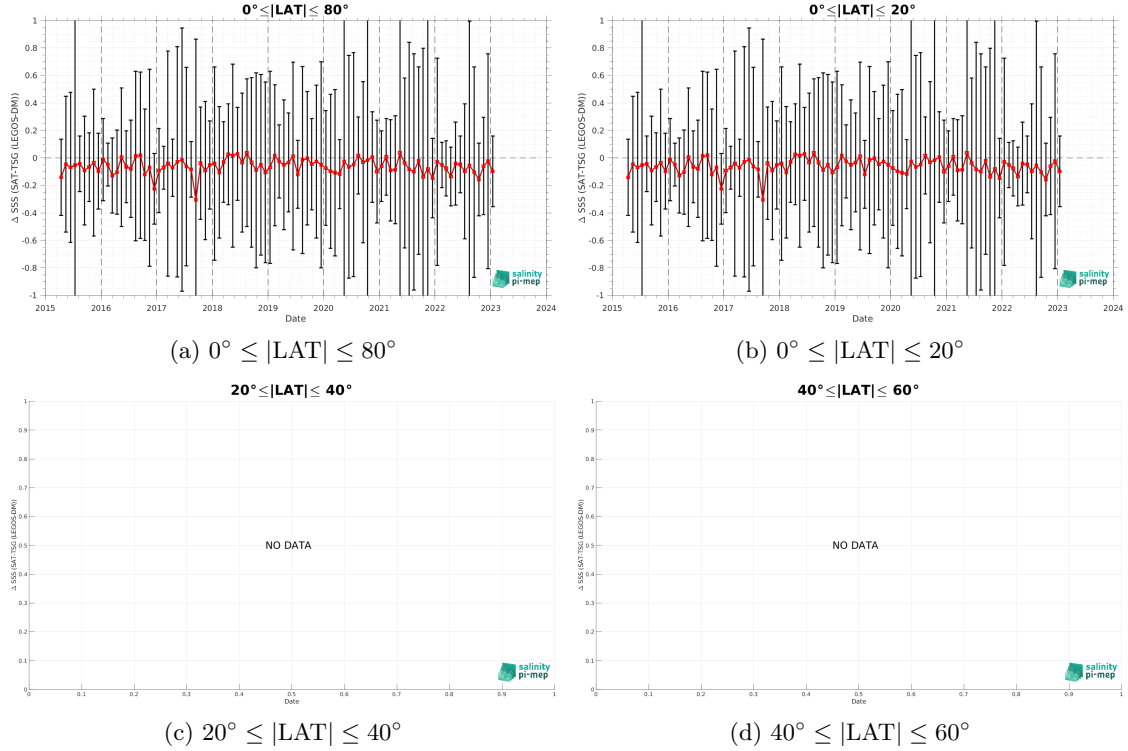 0°≤|LAT|≤ 80°
Δ SSS (SAT-TSG (LEGOS-DM))
1
0.8
0.6
0.4
0.2
0
-0.2
-0.4
-0.6
-0.8
-1
2015 2016 2017 2018 2019 2020 2021 2022 2023 2024
Date
salinity
pi-mep
(a) 0° ≤ |LAT| ≤ 80°
0°≤|LAT|≤ 20°
Δ SSS (SAT-TSG (LEGOS-DM))
1
0.8
0.6
0.4
0.2
0
-0.2
-0.4
-0.6
-0.8
-1
2015 2016 2017 2018 2019 2020 2021 2022 2023 2024
Date
salinity
pi-mep
(b) 0° ≤ |LAT| ≤ 20°
20°≤|LAT|≤ 40°
Δ SSS (SAT-TSG (LEGOS-DM))
1
0.9
0.8
0.7
0.6
0.5
0.4
0.3
0.2
0.1
0
NO DATA
0 0.1 0.2 0.3 0.4 0.5 0.6 0.7 0.8 0.9 1
Date
salinity
pi-mep
(c) 20° ≤ |LAT| ≤ 40°
40°≤|LAT|≤ 60°
Δ SSS (SAT-TSG (LEGOS-DM))
1
0.9
0.8
0.7
0.6
0.5
0.4
0.3
0.2
0.1
0
NO DATA
0 0.1 0.2 0.3 0.4 0.5 0.6 0.7 0.8 0.9 1
Date
salinity
pi-mep
(d) 40° ≤ |LAT| ≤ 60°